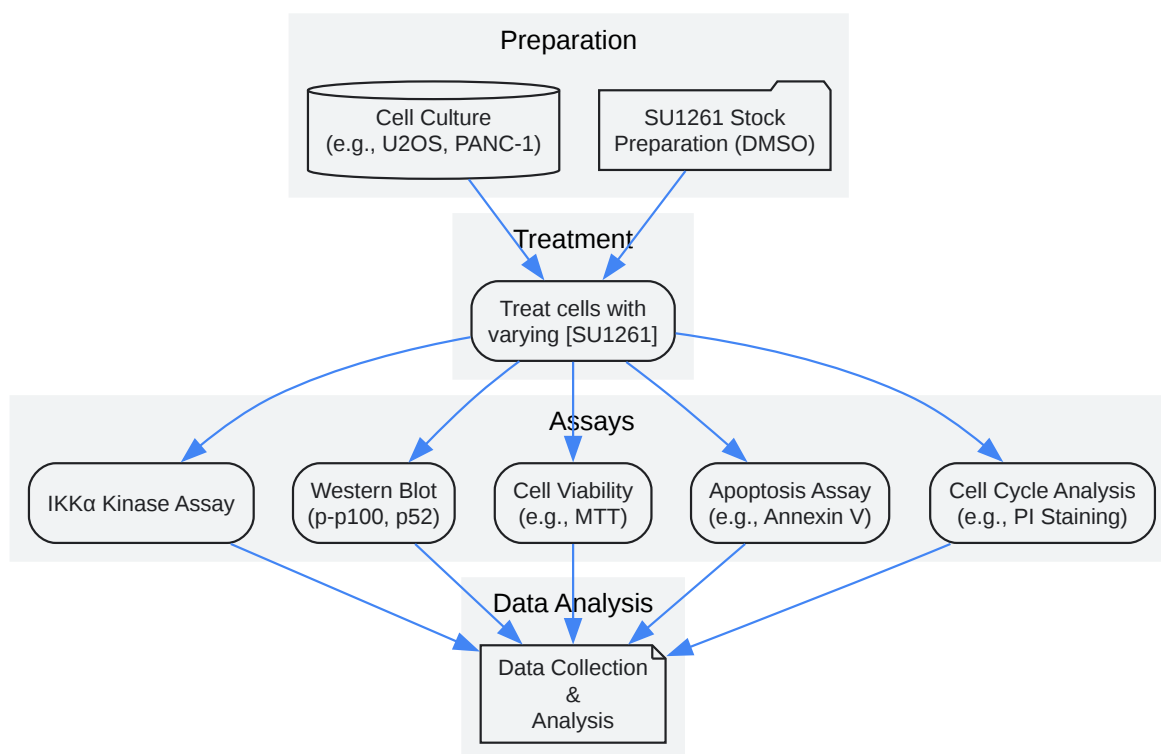 Preparation
Cell Culture
(e.g., U2OS, PANC-1)
SU1261 Stock
Preparation (DMSO)
Treatment
Treat cells with
varying [SU1261]
Assays
IKKα Kinase Assay
Western Blot
(p-p100, p52)
Cell Viability
(e.g., MTT)
Apoptosis Assay
(e.g., Annexin V)
Cell Cycle Analysis
(e.g., PI Staining)
Data Analysis
Data Collection
&
Analysis